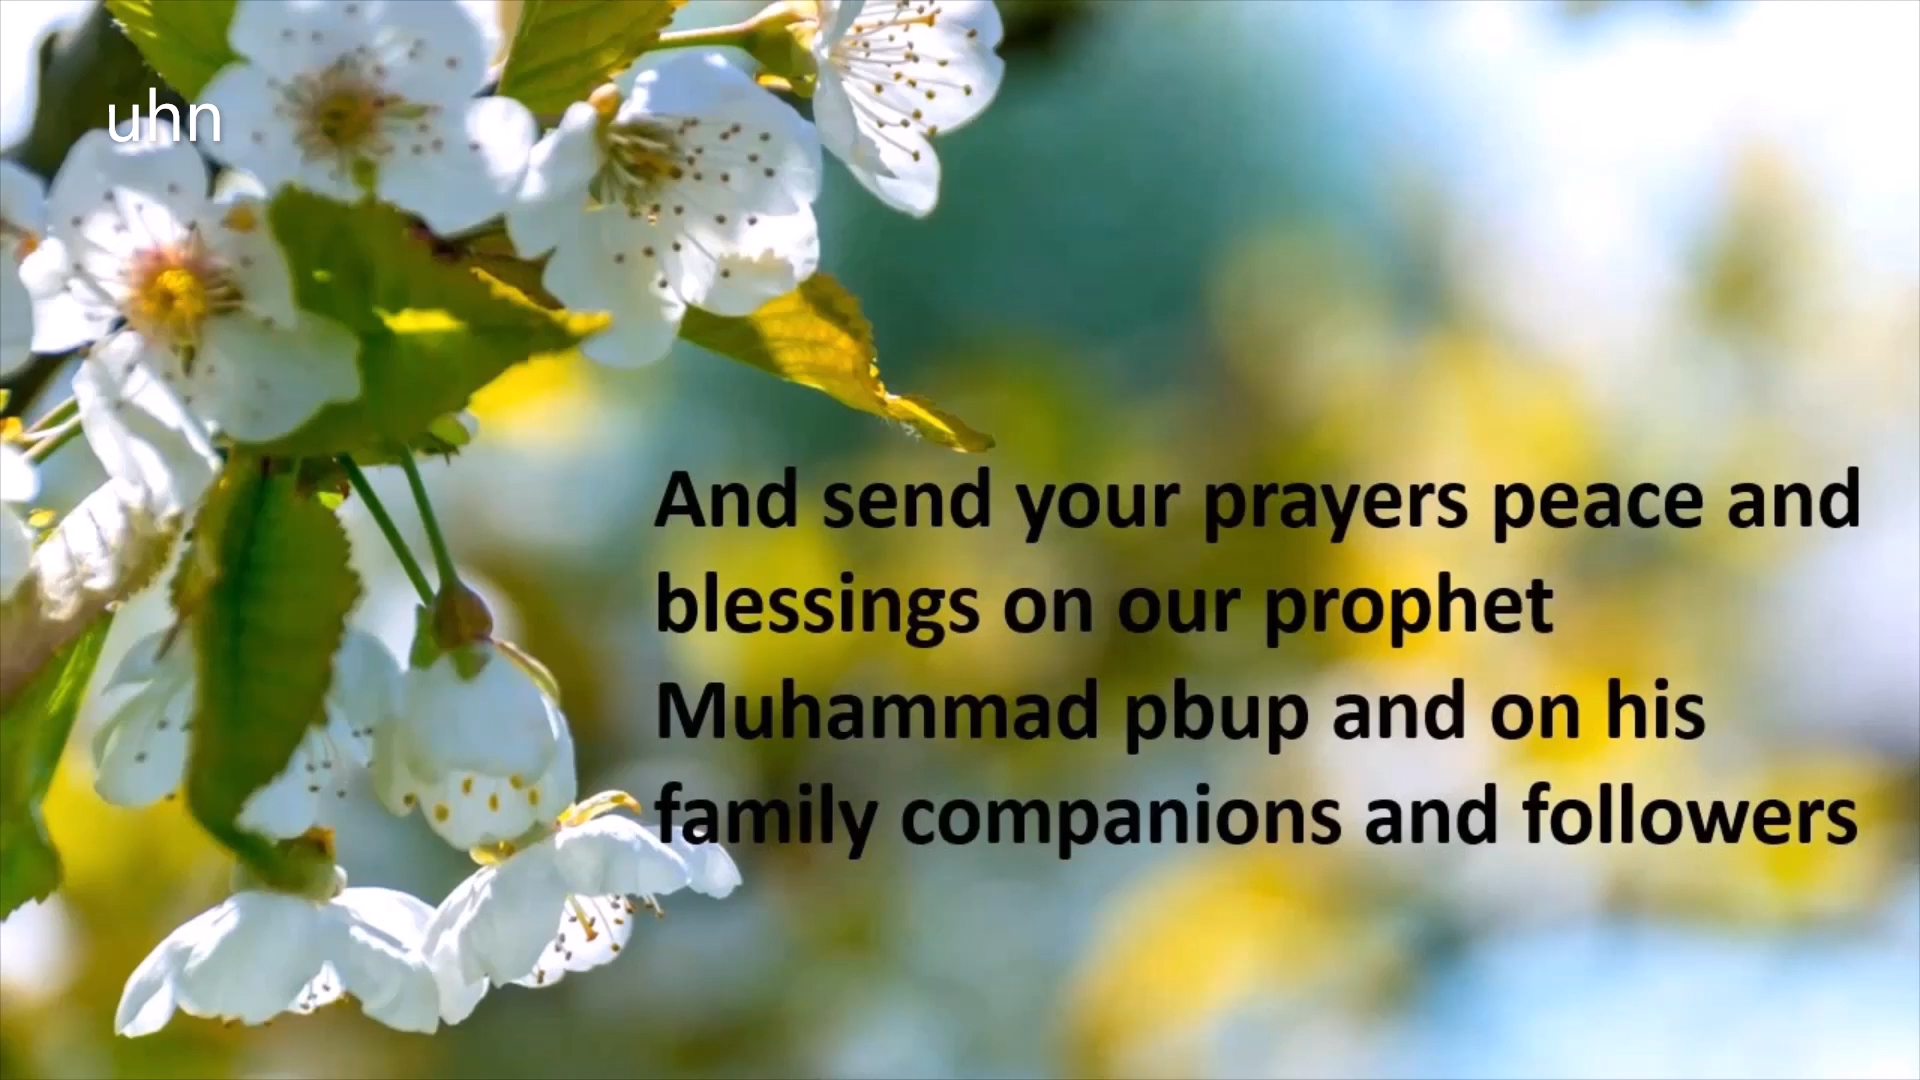 uhn
And send your prayers peace and
blessings on our prophet
Muhammad pbup and on his
family companions and followers